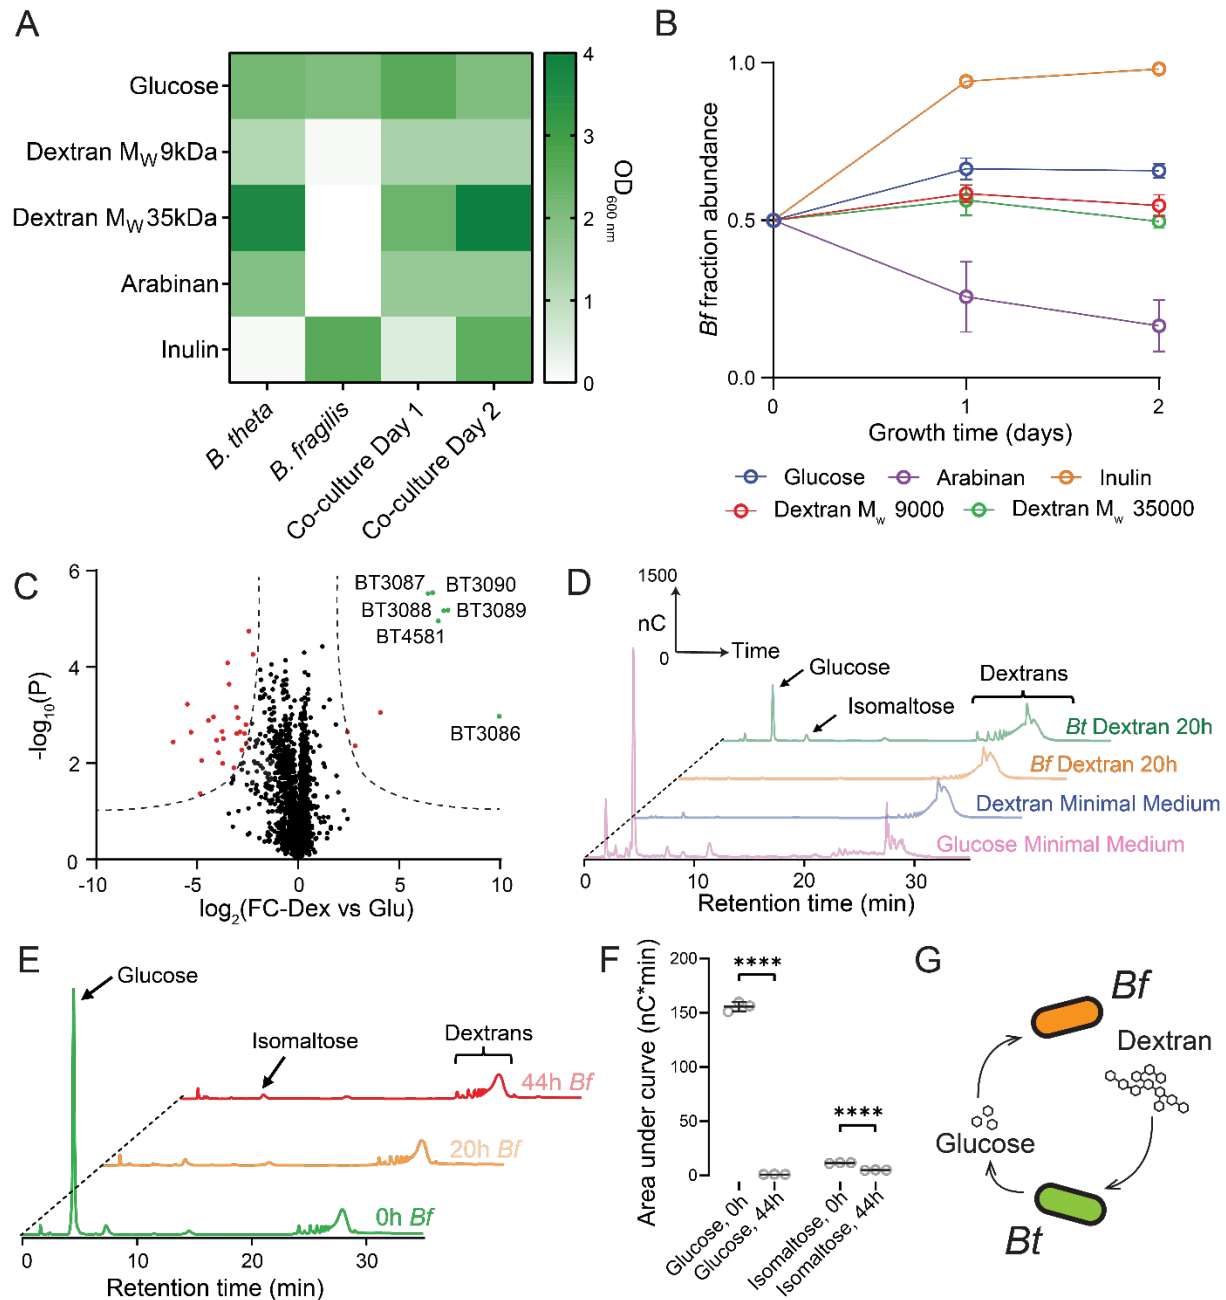 A
Glucose
Dextran MW 9kDa
Dextran MW 35kDa
Arabinan
Inulin
B. theta
B. fragilis
Co-culture Day 1
Co-culture Day 2
4
3
2
1
0
OD600 nm
B
1.0
0.5
0.0
Bf fraction abundance
0
1
2
Growth time (days)
Glucose
Arabinan
Inulin
Dextran Mw 9000
Dextran Mw 35000
C
6
4
2
0
-log10(P)
BT3087
BT3090
BT3088
BT3089
BT4581
BT3086
-10
-5
0
5
10
log2(FC-Dex vs Glu)
D
1500
nC
0
Time
Glucose
Isomaltose
Dextrans
Bt Dextran 20h
Bf Dextran 20h
Dextran Minimal Medium
Glucose Minimal Medium
0
10
20
30
Retention time (min)
E
Glucose
Isomaltose
Dextrans
44h Bf
20h Bf
0h Bf
0
10
20
30
Retention time (min)
F
200
150
100
50
0
Area under curve (nC*min)
****
****
Glucose, 0h
Glucose, 44h
Isomaltose, 0h
Isomaltose, 44h
G
Bf
Dextran
Glucose
Bt